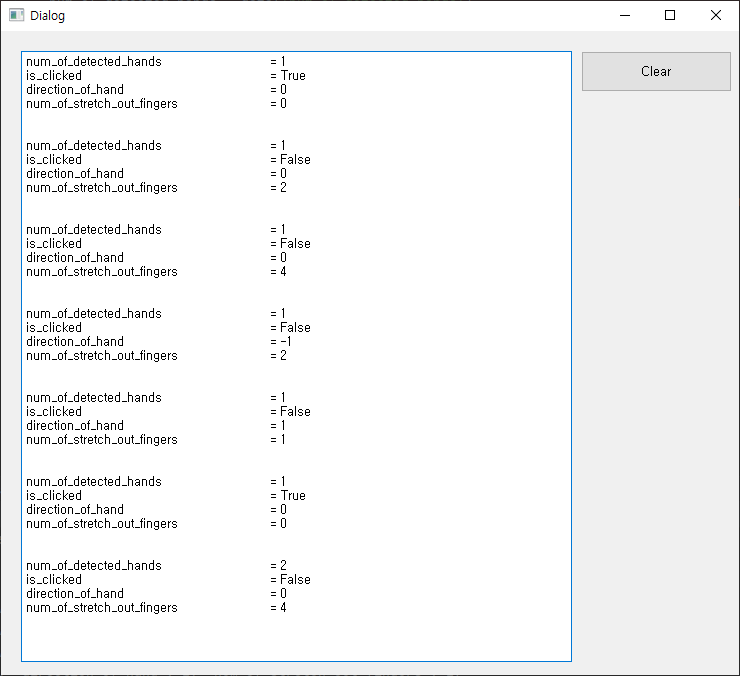 Dialog
num_of_detected_hands = 1
is_clicked = True
direction_of_hand = 0
num_of_stretch_out_fingers = 0
num_of_detected_hands = 1
is_clicked = False
direction_of_hand = 0
num_of_stretch_out_fingers = 2
num_of_detected_hands = 1
is_clicked = False
direction_of_hand = 0
num_of_stretch_out_fingers = 4
num_of_detected_hands = 1
is_clicked = False
direction_of_hand = -1
num_of_stretch_out_fingers = 2
num_of_detected_hands = 1
is_clicked = False
direction_of_hand = 1
num_of_stretch_out_fingers = 1
num_of_detected_hands = 1
is_clicked = True
direction_of_hand = 0
num_of_stretch_out_fingers = 0
num_of_detected_hands = 2
is_clicked = False
direction_of_hand = 0
num_of_stretch_out_fingers = 4
Clear